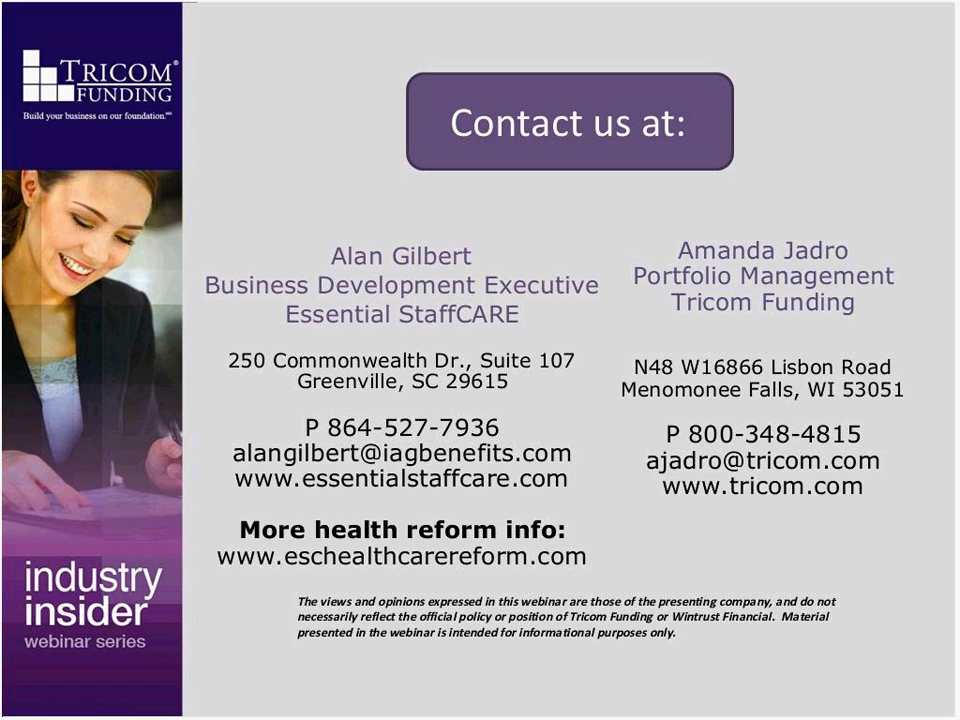 TRICOM®
FUNDING
Build your business on our foundation.℠
Contact us at:
Alan Gilbert
Business Development Executive
Essential StaffCARE
250 Commonwealth Dr., Suite 107
Greenville, SC 29615
P 864-527-7936
alangilbert@iagbenefits.com
www.essentialstaffcare.com
More health reform info:
www.eschealthcarereform.com
Amanda Jadro
Portfolio Management
Tricom Funding
N48 W16866 Lisbon Road
Menomonee Falls, WI 53051
P 800-348-4815
ajadro@tricom.com
www.tricom.com
industry
insider
webinar series
The views and opinions expressed in this webinar are those of the presenting company, and do not
necessarily reflect the official policy or position of Tricom Funding or Wintrust Financial.  Material
presented in the webinar is intended for informational purposes only.